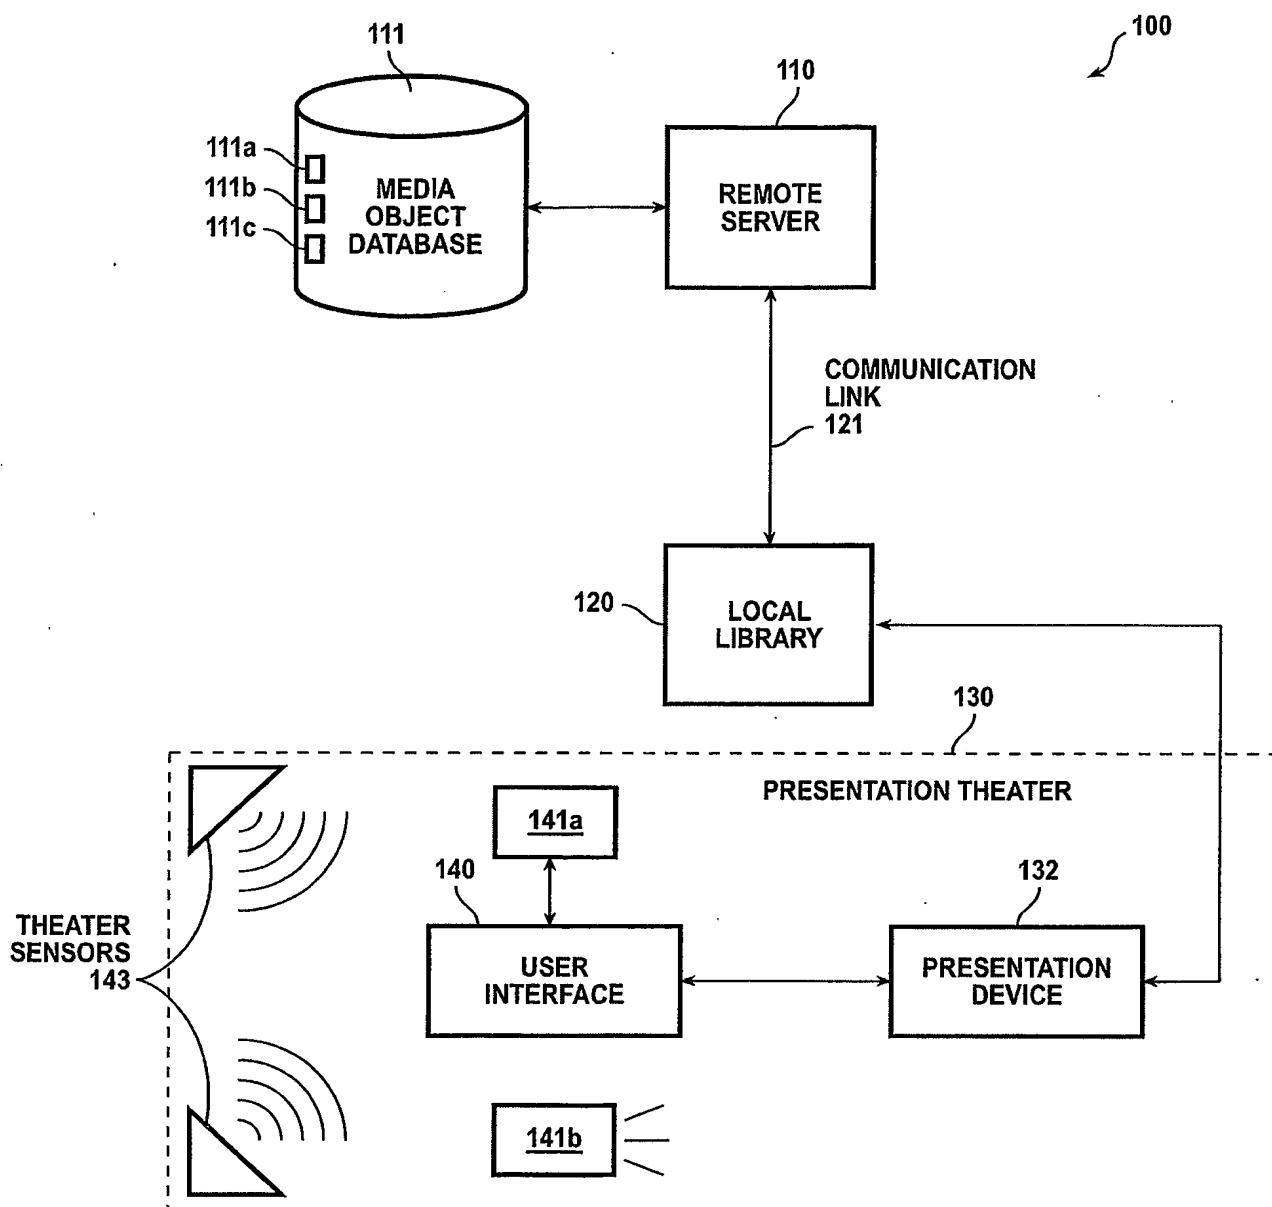 111
100
110
111a
111b
111c
MEDIA
OBJECT
DATABASE
REMOTE
SERVER
COMMUNICATION
LINK
121
120
LOCAL
LIBRARY
130
PRESENTATION THEATER
141a
140
132
THEATER
SENSORS
143
USER
INTERFACE
PRESENTATION
DEVICE
141b